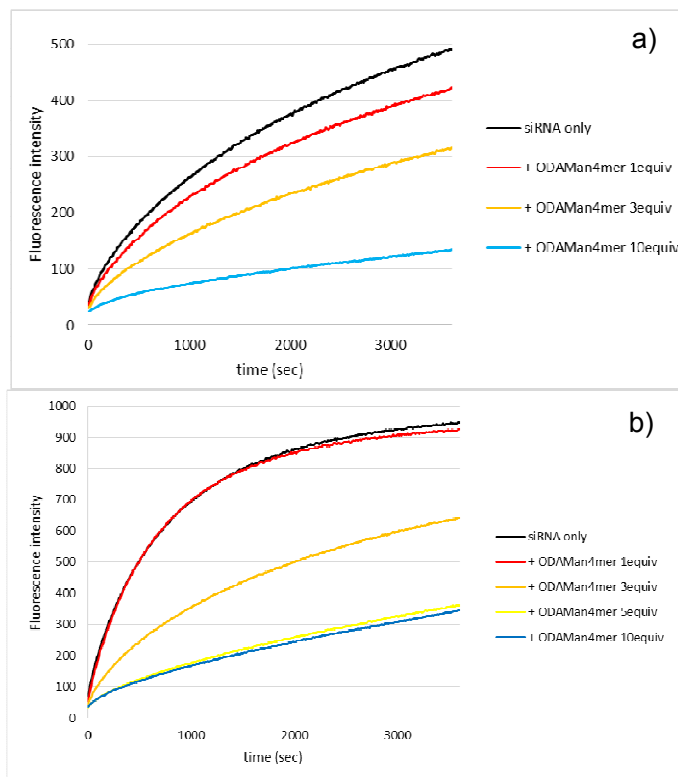 a)
500
400
300
200
100
0
Fluorescence intensity
0 1000 2000 3000
time (sec)
siRNA only
+ ODAMan4mer 1equiv
+ ODAMan4mer 3equiv
+ ODAMan4mer 10equiv
b)
1000
900
800
700
600
500
400
300
200
100
0
Fluorescence intensity
0 1000 2000 3000
time (sec)
siRNA only
+ ODAMan4mer 1equiv
+ ODAMan4mer 3equiv
+ ODAMan4mer 5equiv
+ ODAMan4mer 10equiv